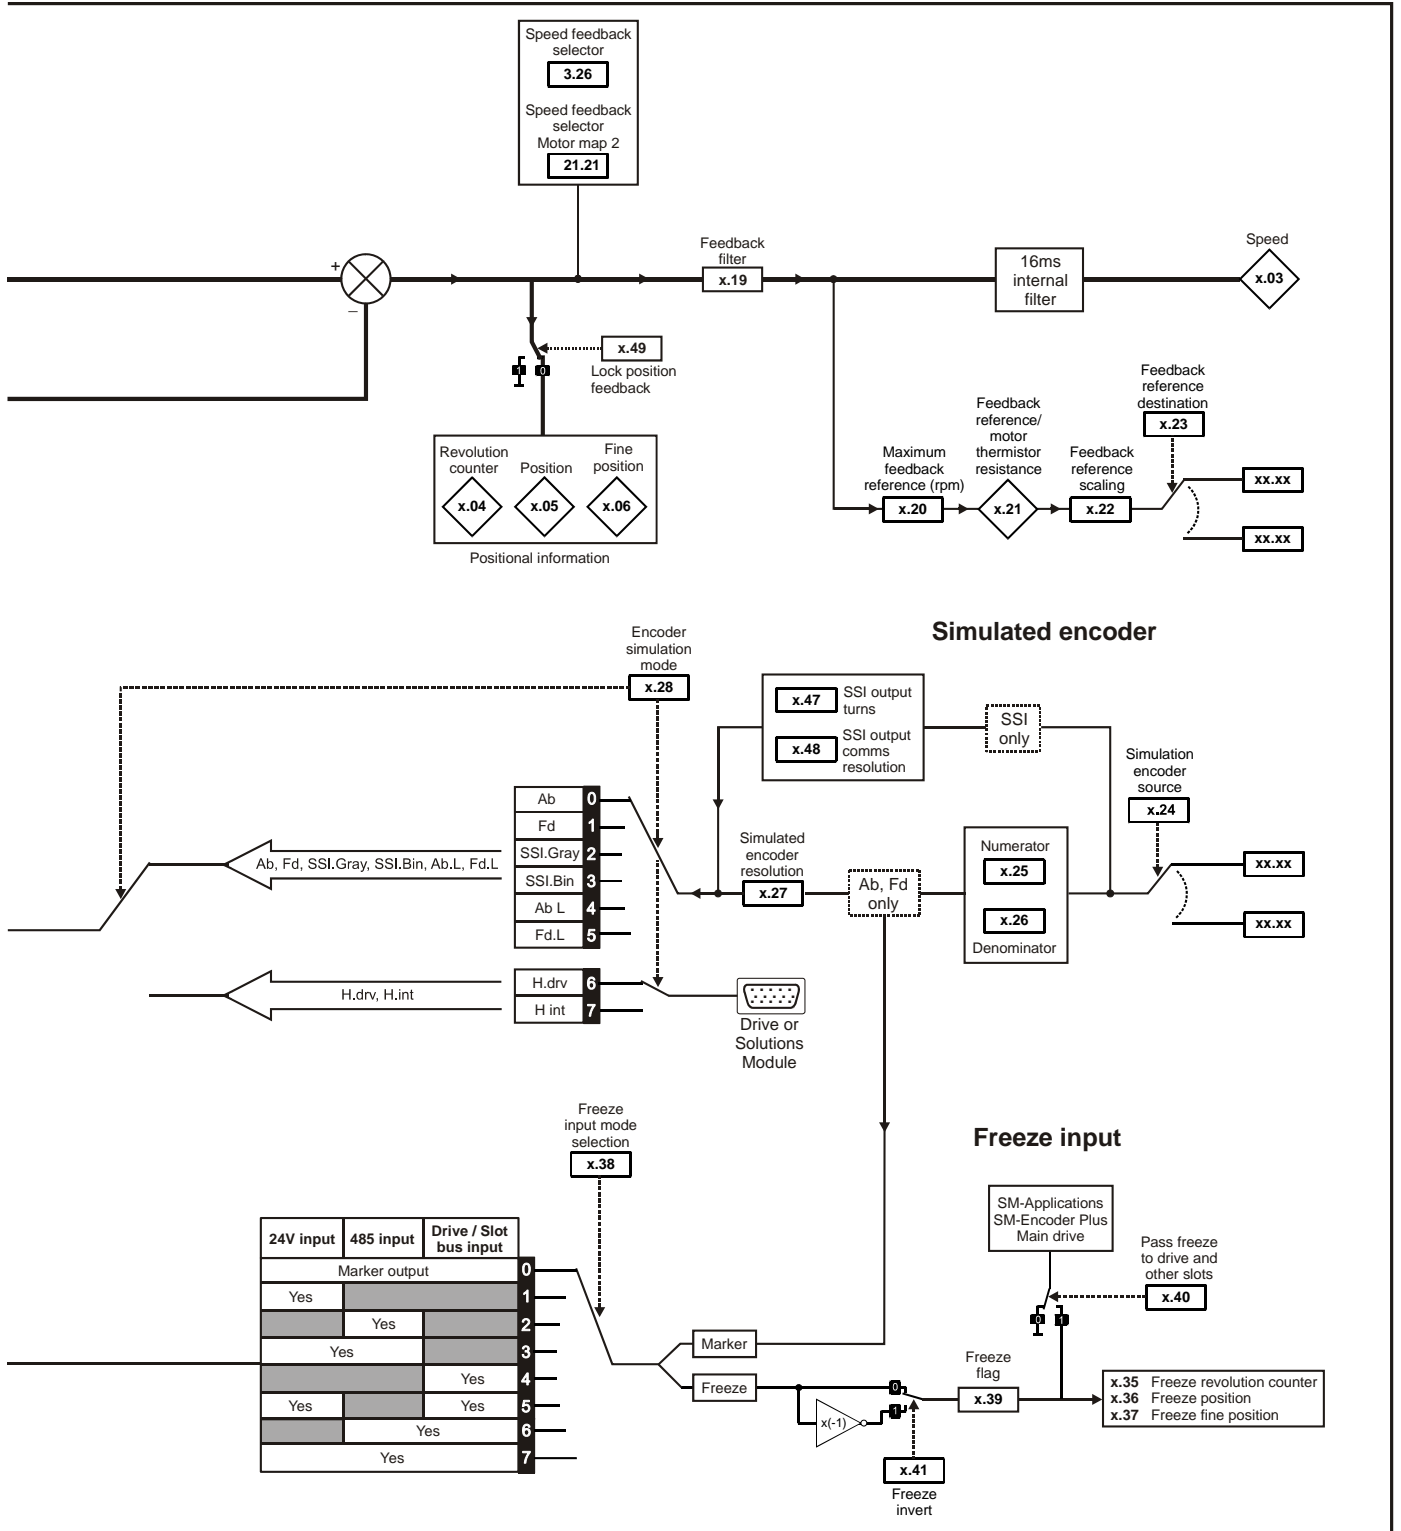 Speed feedback
selector
3.26
Speed feedback
selector
Motor map 2
21.21
+
–
Feedback
filter
x.19
16ms
internal
filter
Speed
x.03
x.49
Lock position
feedback
1 0
Revolution
counter
x.04
Position
x.05
Fine
position
x.06
Positional information
Maximum
feedback
reference (rpm)
x.20
Feedback
reference/
motor
thermistor
resistance
x.21
Feedback
reference
scaling
x.22
Feedback
reference
destination
x.23
xx.xx
xx.xx
Simulated encoder
Encoder
simulation
mode
x.28
x.47 SSI output
turns
x.48 SSI output
comms
resolution
SSI
only
Simulation
encoder
source
x.24
xx.xx
xx.xx
Numerator
x.25
x.26
Denominator
Ab, Fd
only
Simulated
encoder
resolution
x.27
Ab 0
Fd 1
SSI.Gray 2
SSI.Bin 3
Ab L 4
Fd.L 5
Ab, Fd, SSI.Gray, SSI.Bin, Ab.L, Fd.L
H.drv 6
H int 7
H.drv, H.int
Drive or
Solutions
Module
Freeze input
Freeze
input mode
selection
x.38
24V input 485 input Drive / Slot
bus input
Marker output 0
Yes 1
Yes 2
Yes 3
Yes 4
Yes Yes 5
Yes 6
Yes 7
Marker
Freeze
x(-1)
0
1
x.41
Freeze
invert
Freeze
flag
x.39
SM-Applications
SM-Encoder Plus
Main drive
0 1
Pass freeze
to drive and
other slots
x.40
x.35 Freeze revolution counter
x.36 Freeze position
x.37 Freeze fine position